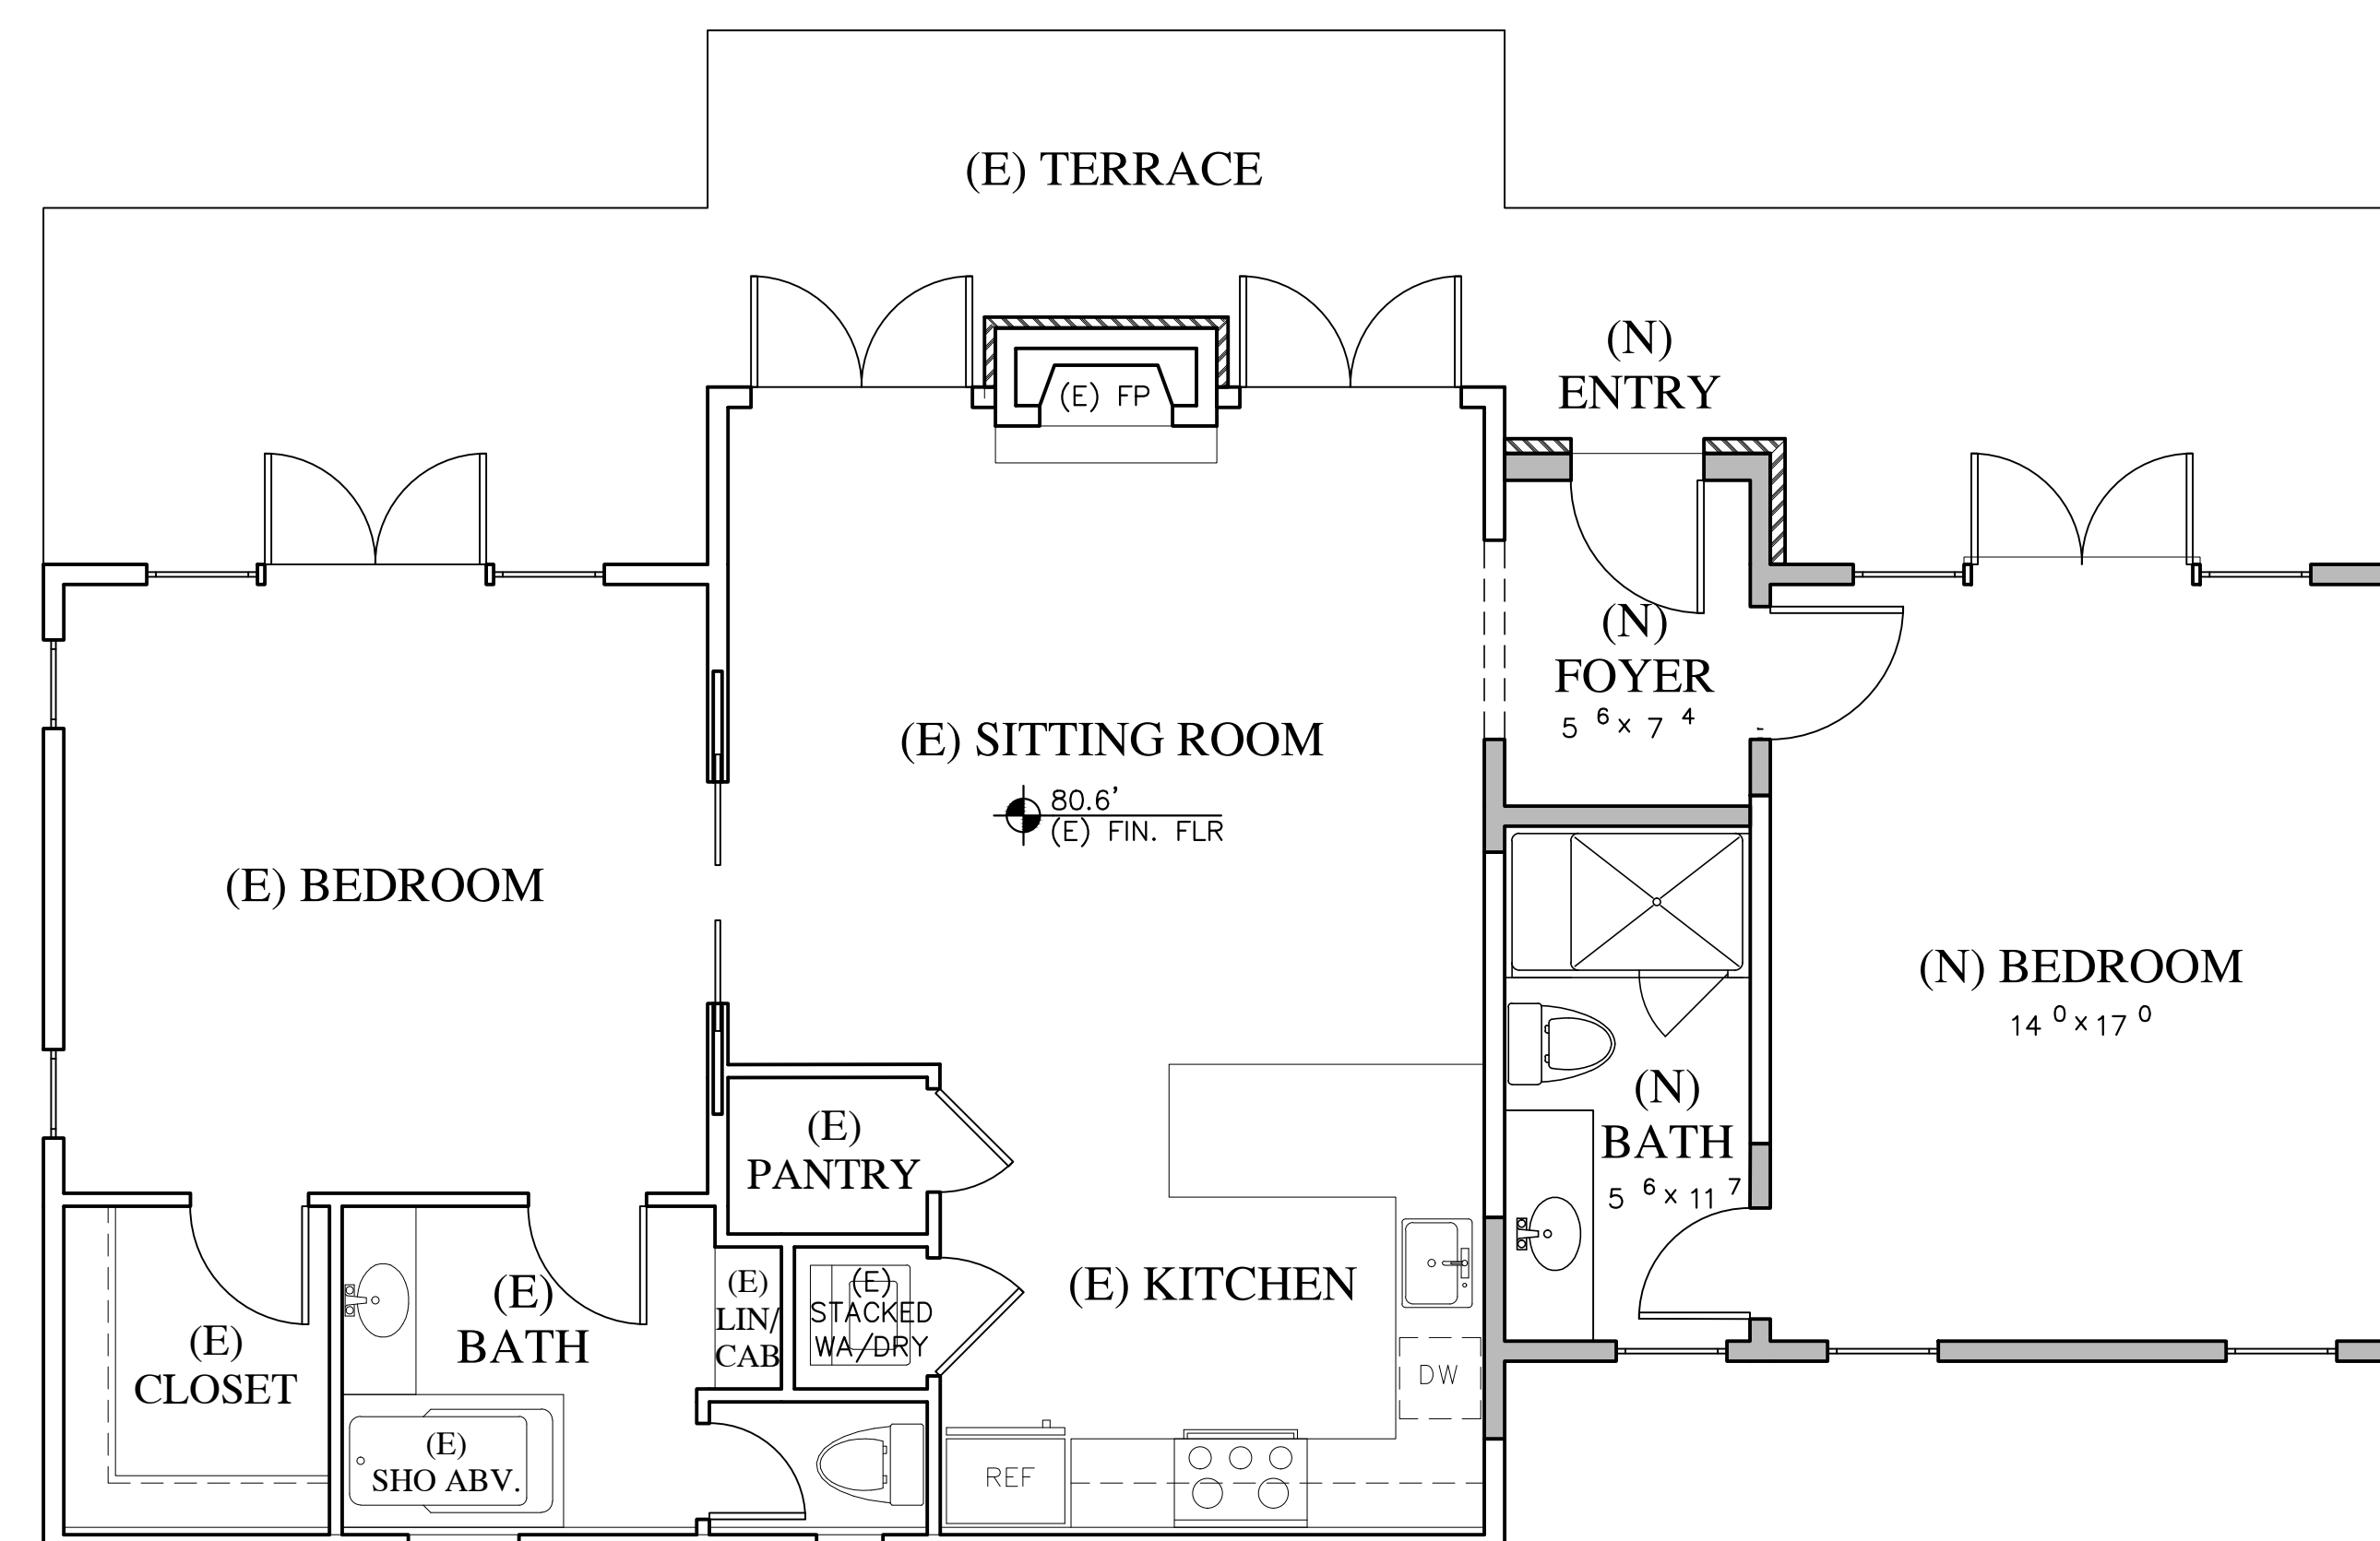 (E) TERRACE
(N)
ENTRY
(E) FP
(N)
FOYER
5 6 x 7 4
(E) SITTING ROOM
80.6'
(E) FIN. FLR
(E) BEDROOM
(N) BEDROOM
14 0 x 17 0
(N)
BATH
5 6 x 11 7
(E)
PANTRY
(E) KITCHEN
(E)
LIN/
CAB
(E)
STACKED
WA/DRY
(E)
BATH
(E)
CLOSET
DW
(E)
SHO ABV.
REF